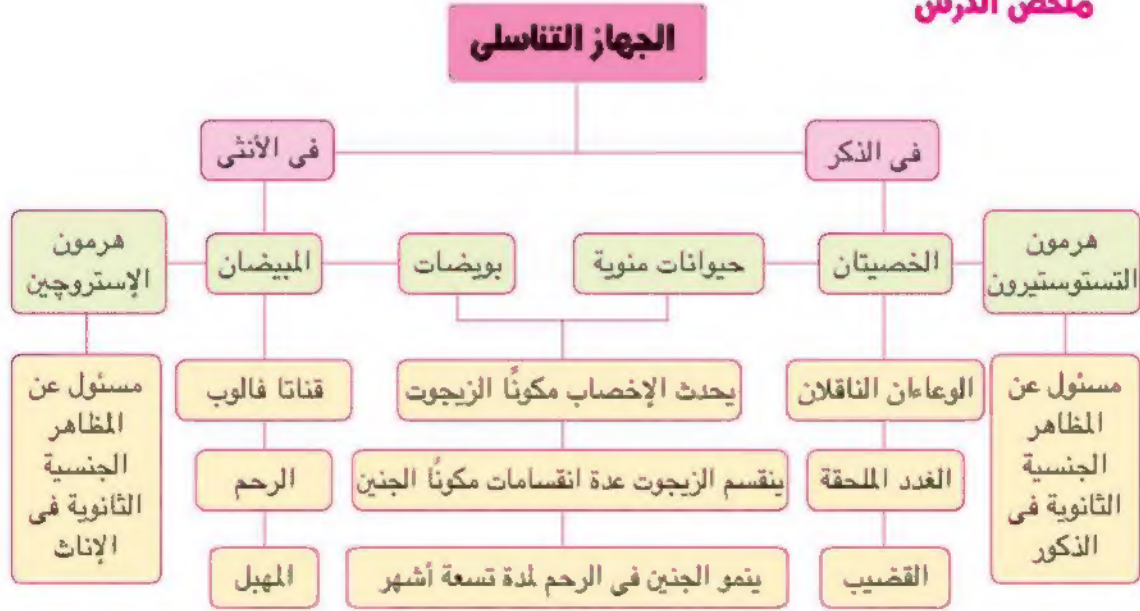 ملخص الدرس
الجهاز التناسلى
فى الذكر
فى الأنثى
هرمون
التستوستيرون
الخصيتان
حيوانات منوية
بويضات
المبيضان
هرمون
الإستروچين
مسئول عن
المظاهر
الجنسية
الثانوية فى
الذكور
الوعاءان الناقلان
يحدث الإخصاب مكونًا الزيجوت
قناتا فالوب
مسئول عن
المظاهر
الجنسية
الثانوية فى
الإناث
الغدد الملحقة
ينقسم الزيجوت عدة انقسامات مكونًا الجنين
الرحم
القضيب
ينمو الجنين فى الرحم لمدة تسعة أشهر
المهبل